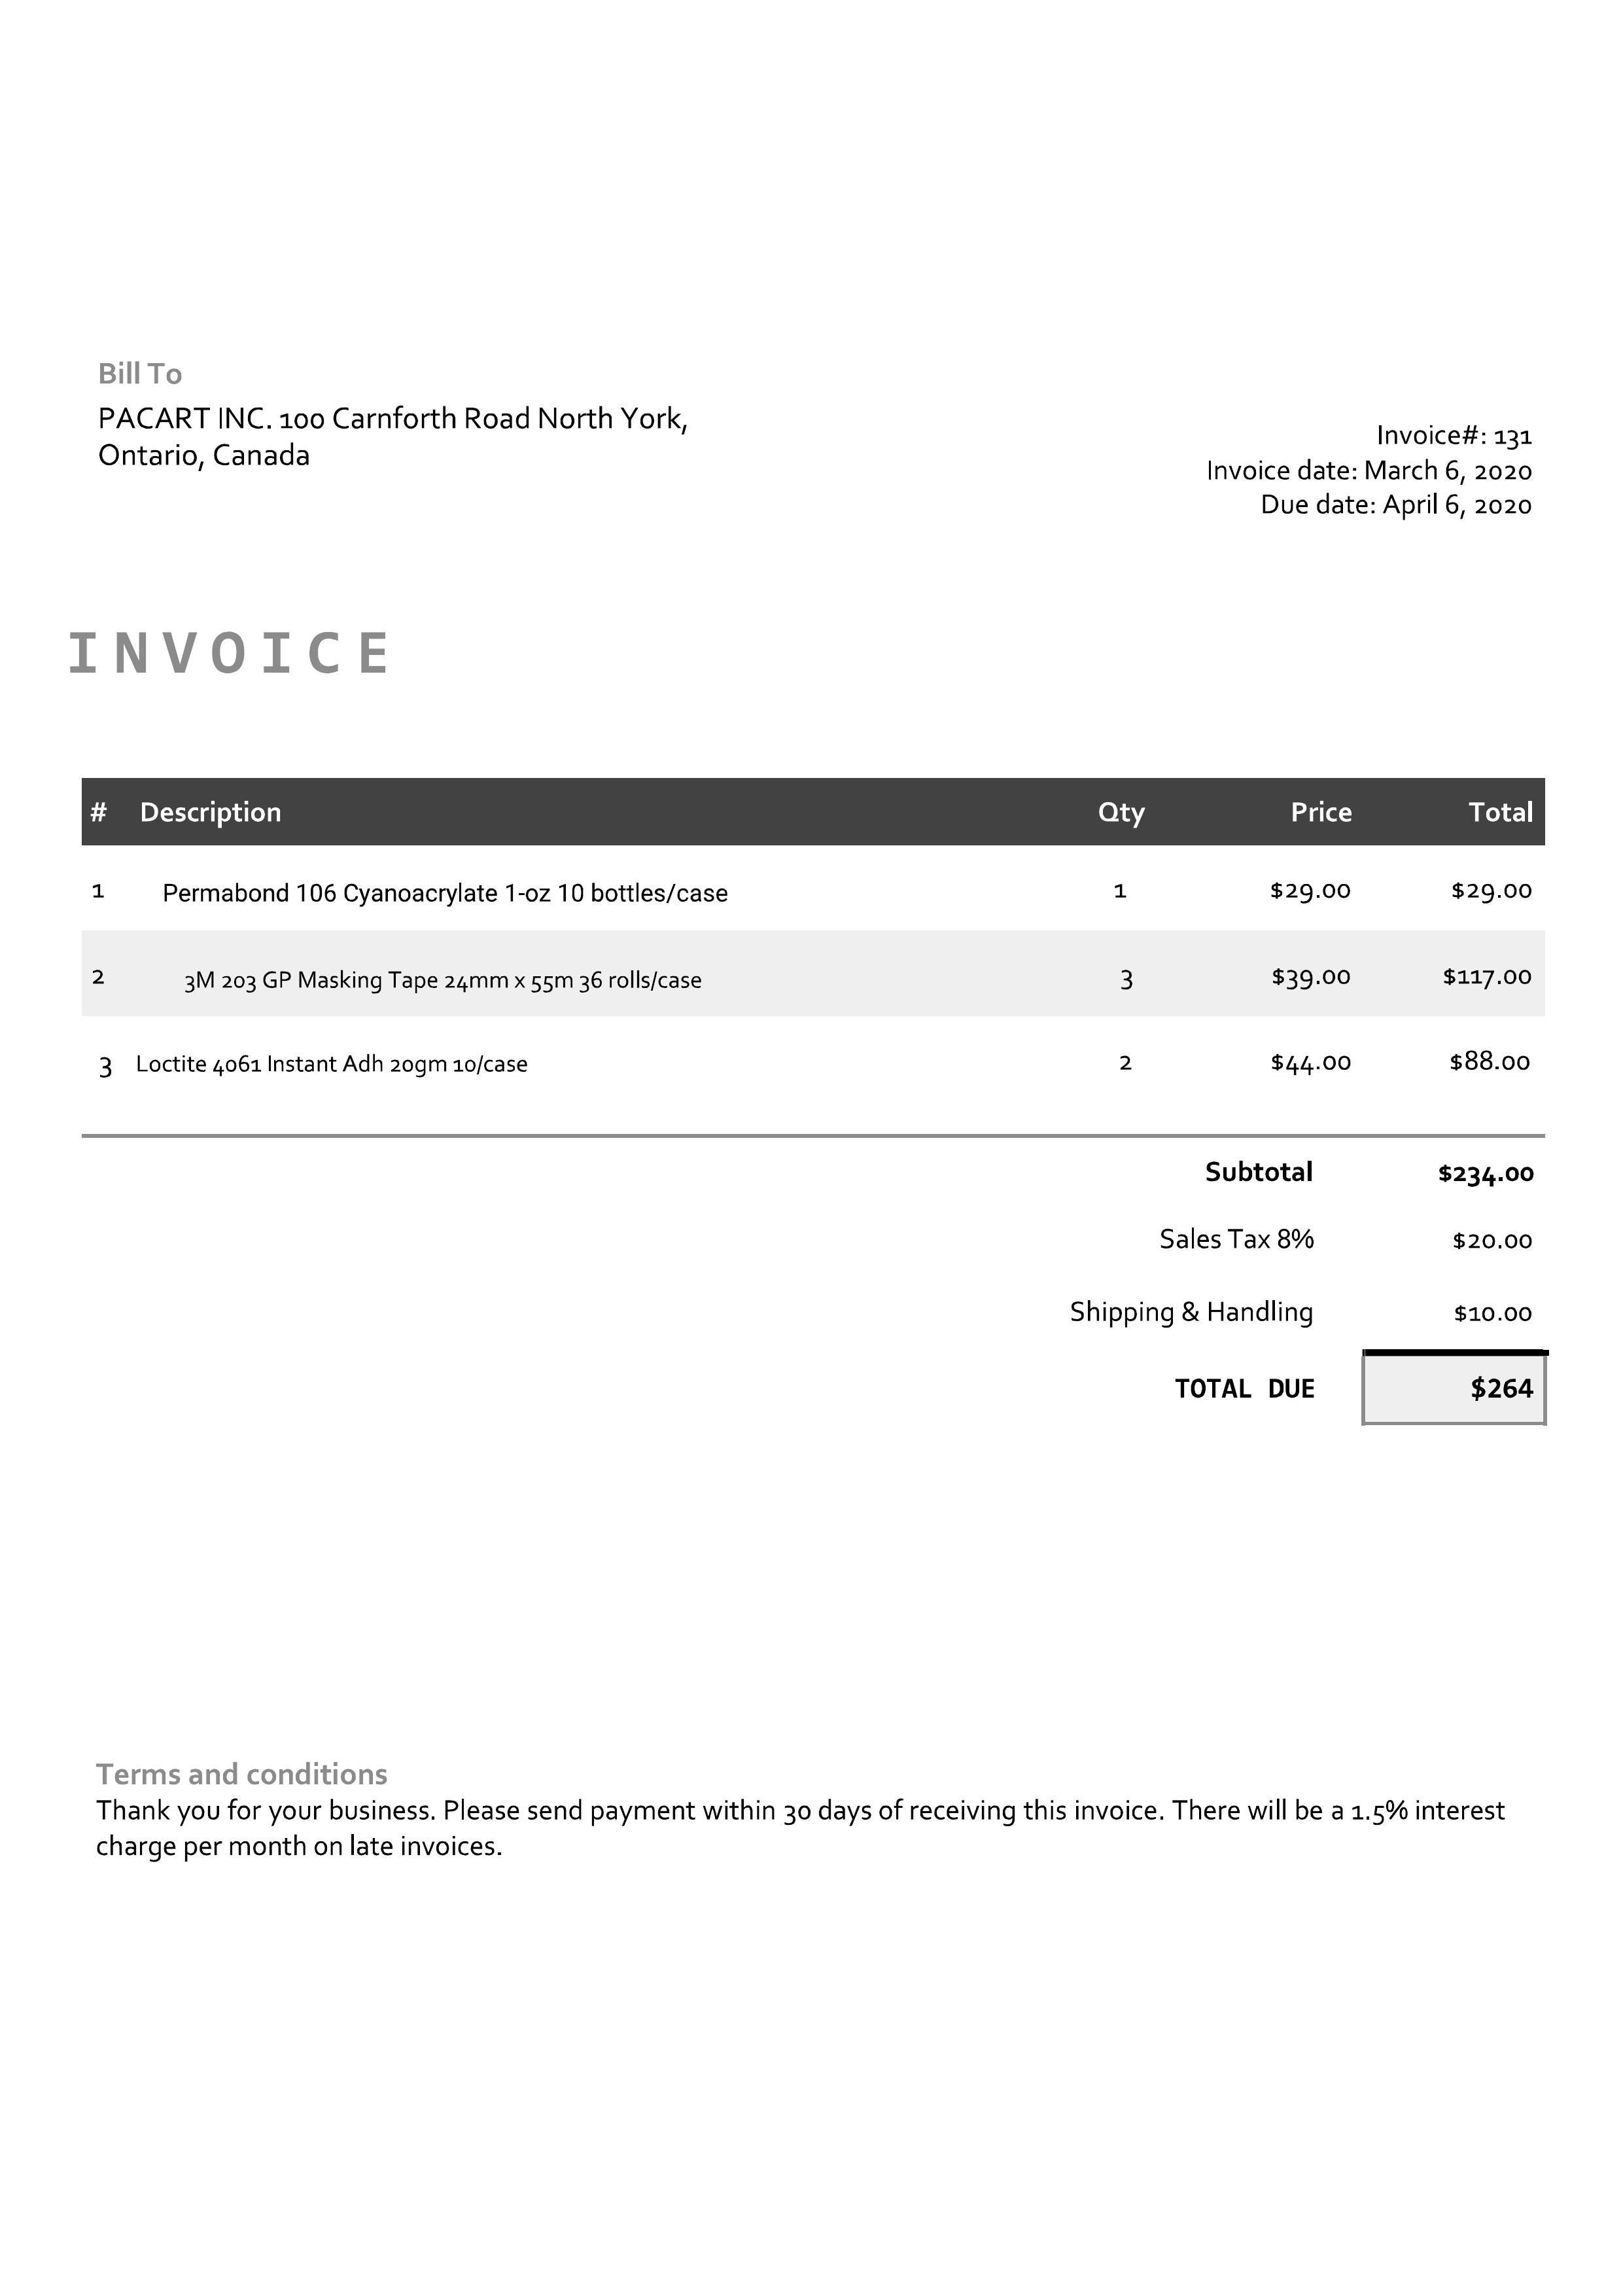 Bill To
PACART INC. 100 Carnforth Road North York,
Ontario, Canada
Invoice#: 131
Invoice date: March 6, 2020
Due date: April 6, 2020
INVOICE
# Description Qty Price Total
1 Permabond 106 Cyanoacrylate 1-oz 10 bottles/case 1 $29.00 $29.00
2 3M 203 GP Masking Tape 24mm x 55m 36 rolls/case 3 $39.00 $117.00
3 Loctite 4061 Instant Adh 20gm 10/case 2 $44.00 $88.00
Subtotal $234.00
Sales Tax 8% $20.00
Shipping & Handling $10.00
TOTAL DUE $264
Terms and conditions
Thank you for your business. Please send payment within 30 days of receiving this invoice. There will be a 1.5% interest
charge per month on late invoices.